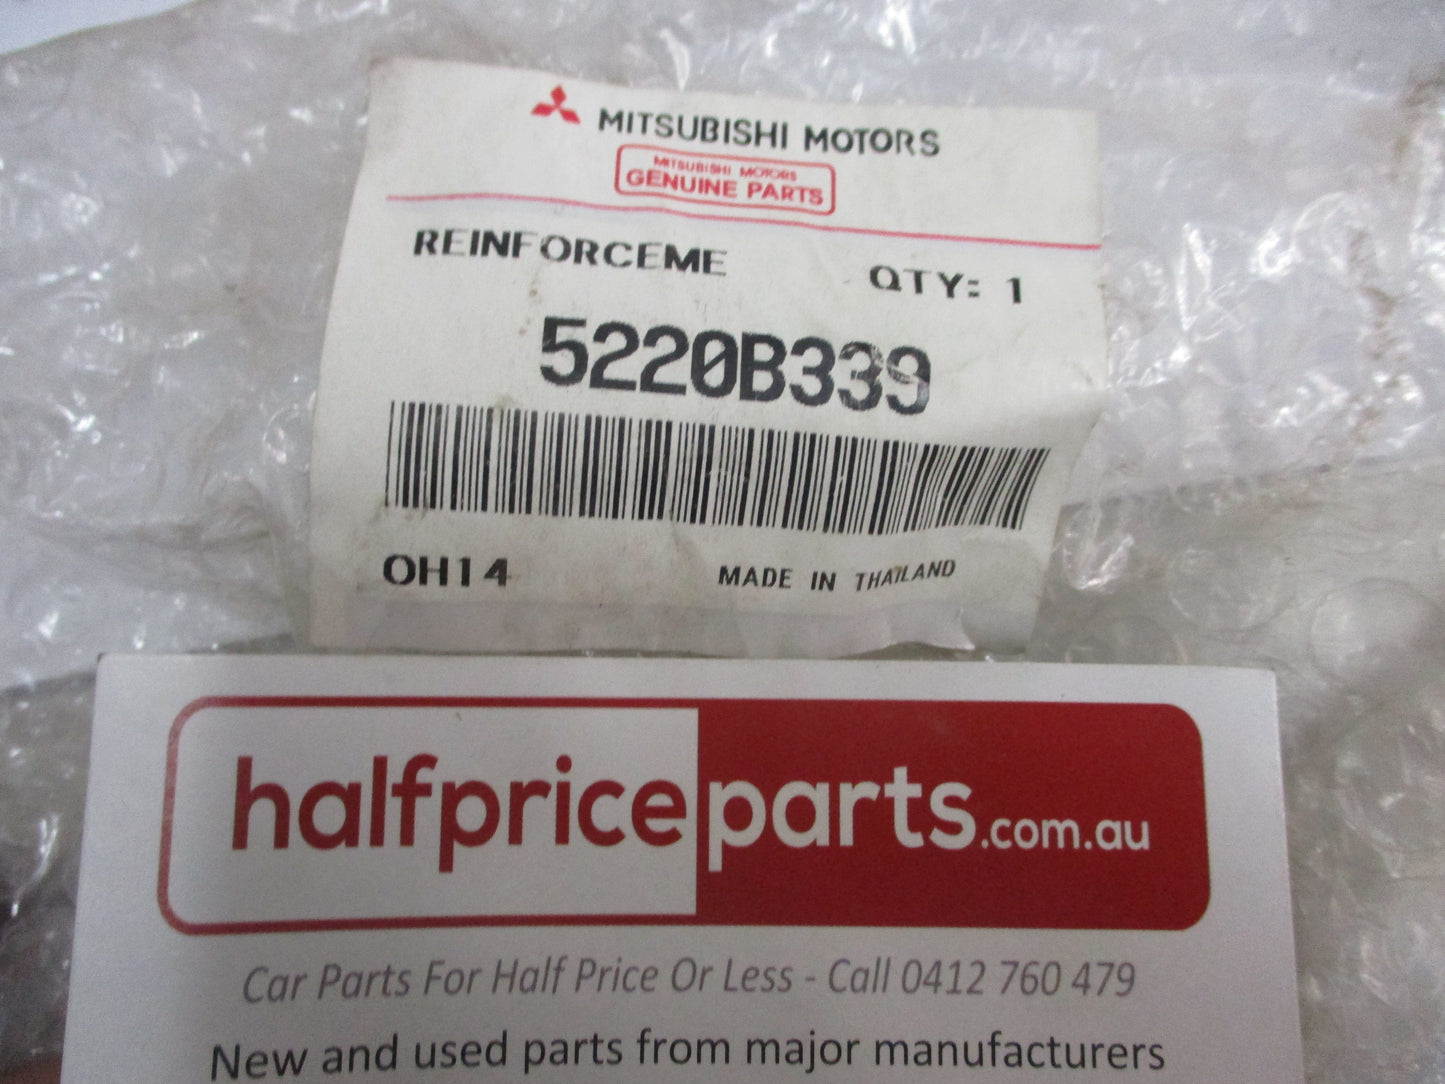 MITSUBISHI MOTORS
MITSUBISHI MOTORS
GENUINE PARTS
REINFORCEME QTY: 1
5220B339
OH14 MADE IN THAILAND
halfpriceparts.com.au
Car Parts For Half Price Or Less - Call 0412 760 479
New and used parts from major manufacturers